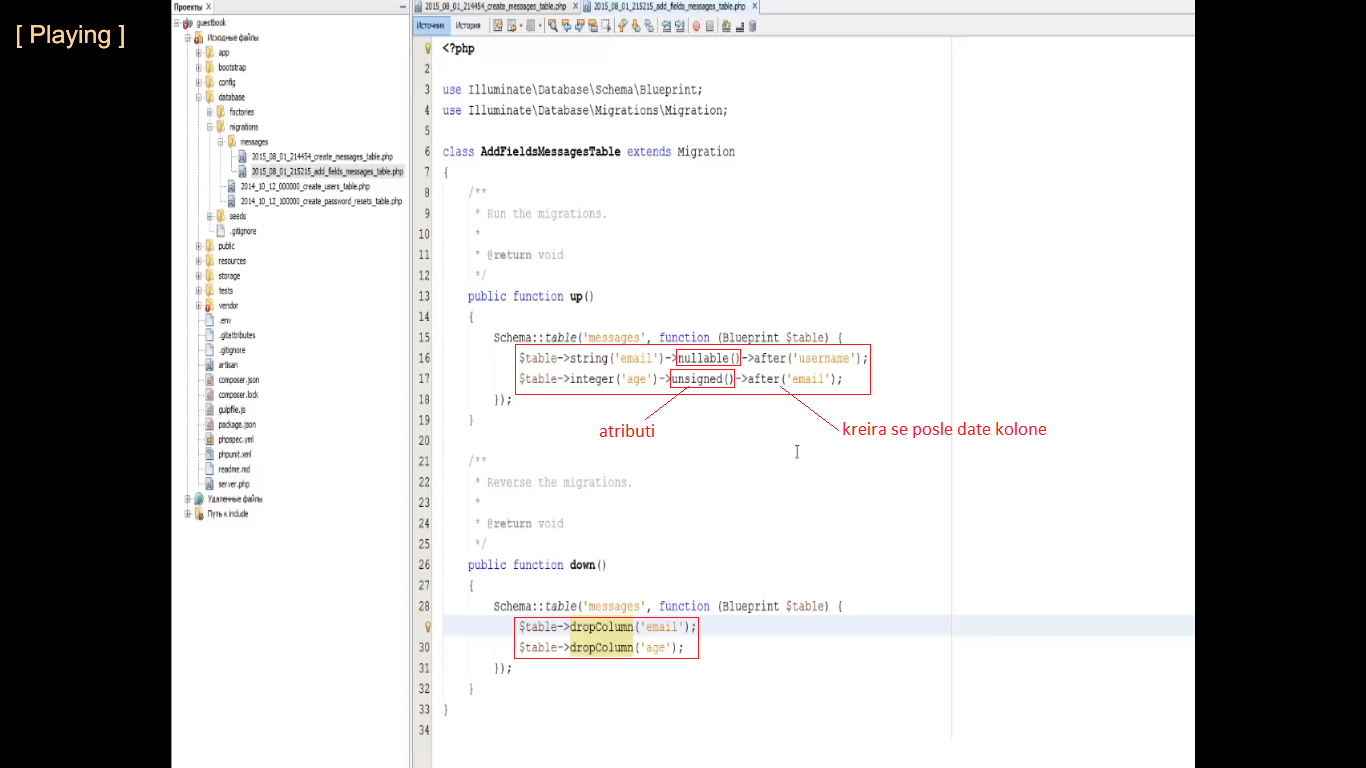 [ Playing ]
Проекты X
guestbook
Исходные файлы
app
bootstrap
config
database
factories
migrations
messages
2015_08_01_214454_create_messages_table.php
2015_08_01_215215_add_fields_messages_table.php
2014_10_12_000000_create_users_table.php
2014_10_12_100000_create_password_resets_table.php
seeds
.gitignore
public
resources
storage
tests
vendor
.env
.gitattributes
.gitignore
artisan
composer.json
composer.lock
gulpfile.js
package.json
phpspec.yml
phpunit.xml
readme.md
server.php
Удаленные файлы
Путь к include
2015_08_01_214454_create_messages_table.php X 2015_08_01_215215_add_fields_messages_table.php X
Источник История
<?php
2
3 use Illuminate\Database\Schema\Blueprint;
4 use Illuminate\Database\Migrations\Migration;
5
6 class AddFieldsMessagesTable extends Migration
7 {
8 /**
9 * Run the migrations.
10 *
11 * @return void
12 */
13 public function up()
14 {
15 Schema::table('messages', function (Blueprint $table) {
16 $table->string('email')->nullable()->after('username');
17 $table->integer('age')->unsigned()->after('email');
18 });
19 }
atributi kreira se posle date kolone
20
21 /**
22 * Reverse the migrations.
23 *
24 * @return void
25 */
26 public function down()
27 {
28 Schema::table('messages', function (Blueprint $table) {
$table->dropColumn('email');
30 $table->dropColumn('age');
31 });
32 }
33 }
34